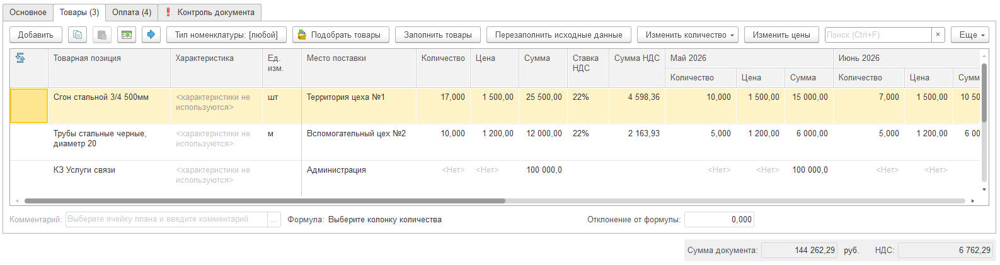 Основное Товары (3) Оплата (4) Контроль документа
Добавить Тип номенклатуры: [любой] Подобрать товары Заполнить товары Перезаполнить исходные данные Изменить количество Изменить цены Поиск (Ctrl+F) × Еще
Товарная позиция Характеристика Ед. изм. Место поставки Количество Цена Сумма Ставка НДС Сумма НДС Май 2026 Июнь 2026
Количество Цена Сумма Количество Цена Сумм
Сгон стальной 3/4 500мм <характеристики не используются> шт Территория цеха №1 17,000 1 500,00 25 500,00 22% 4 598,36 10,000 1 500,00 15 000,00 7,000 1 500,00 10 50
Трубы стальные черные, диаметр 20 <характеристики не используются> м Вспомогательный цех №2 10,000 1 200,00 12 000,00 22% 2 163,93 5,000 1 200,00 6 000,00 5,000 1 200,00 6 00
КЗ Услуги связи <характеристики не используются> Администрация <Нет> <Нет> 100 000,0 <Нет> <Нет> 100 000,0 <Нет> <Нет>
Комментарий: Выберите ячейку плана и введите комментарий ... Формула: Выберите колонку количества Отклонение от формулы: 0,000
Сумма документа: 144 262,29 руб. НДС: 6 762,29